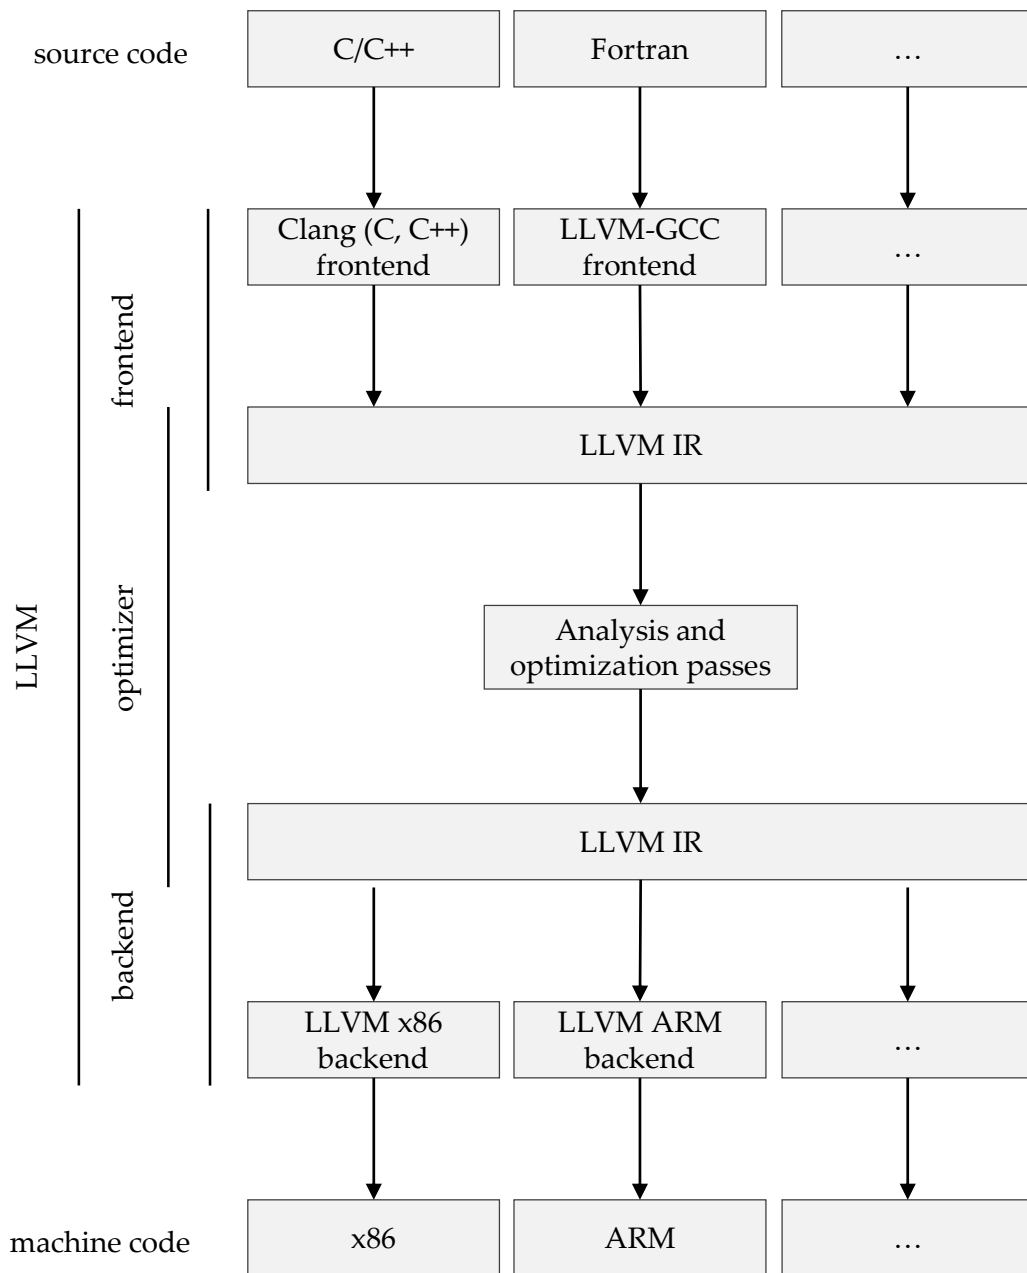 source code
C/C++
Fortran
…
Clang (C, C++)
frontend
LLVM-GCC
frontend
…
frontend
LLVM IR
LLVM
optimizer
Analysis and
optimization passes
LLVM IR
backend
LLVM x86
backend
LLVM ARM
backend
…
machine code
x86
ARM
…